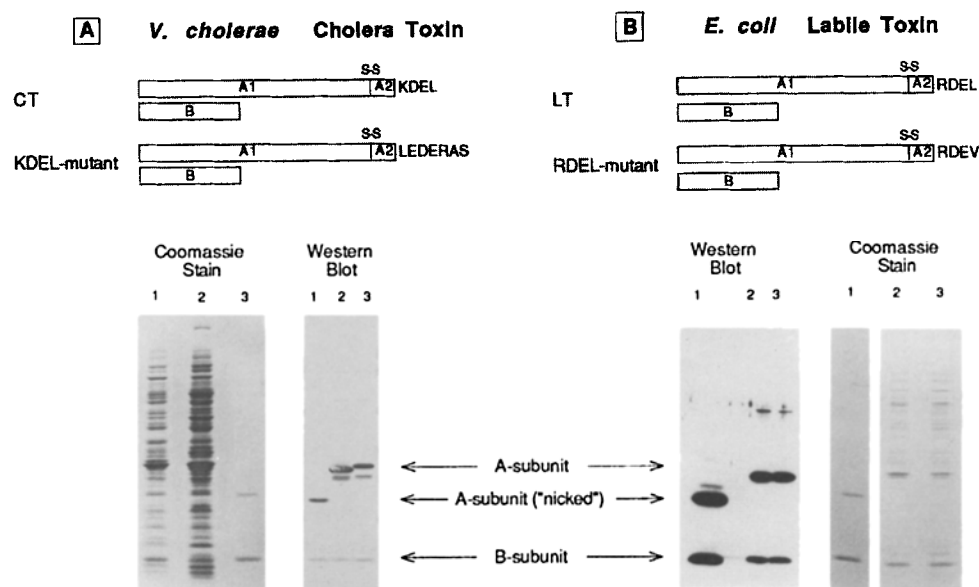 A V. cholerae Cholera Toxin
S-S
CT A1 A2 KDEL
B
S-S
KDEL-mutant A1 A2 LEDERAS
B
Coomassie Stain
1 2 3
Western Blot
1 2 3
B E. coli Labile Toxin
S-S
LT A1 A2 RDEL
B
S-S
RDEL-mutant A1 A2 RDEV
B
Western Blot
1 2 3
Coomassie Stain
1 2 3
A-subunit
A-subunit ("nicked")
B-subunit